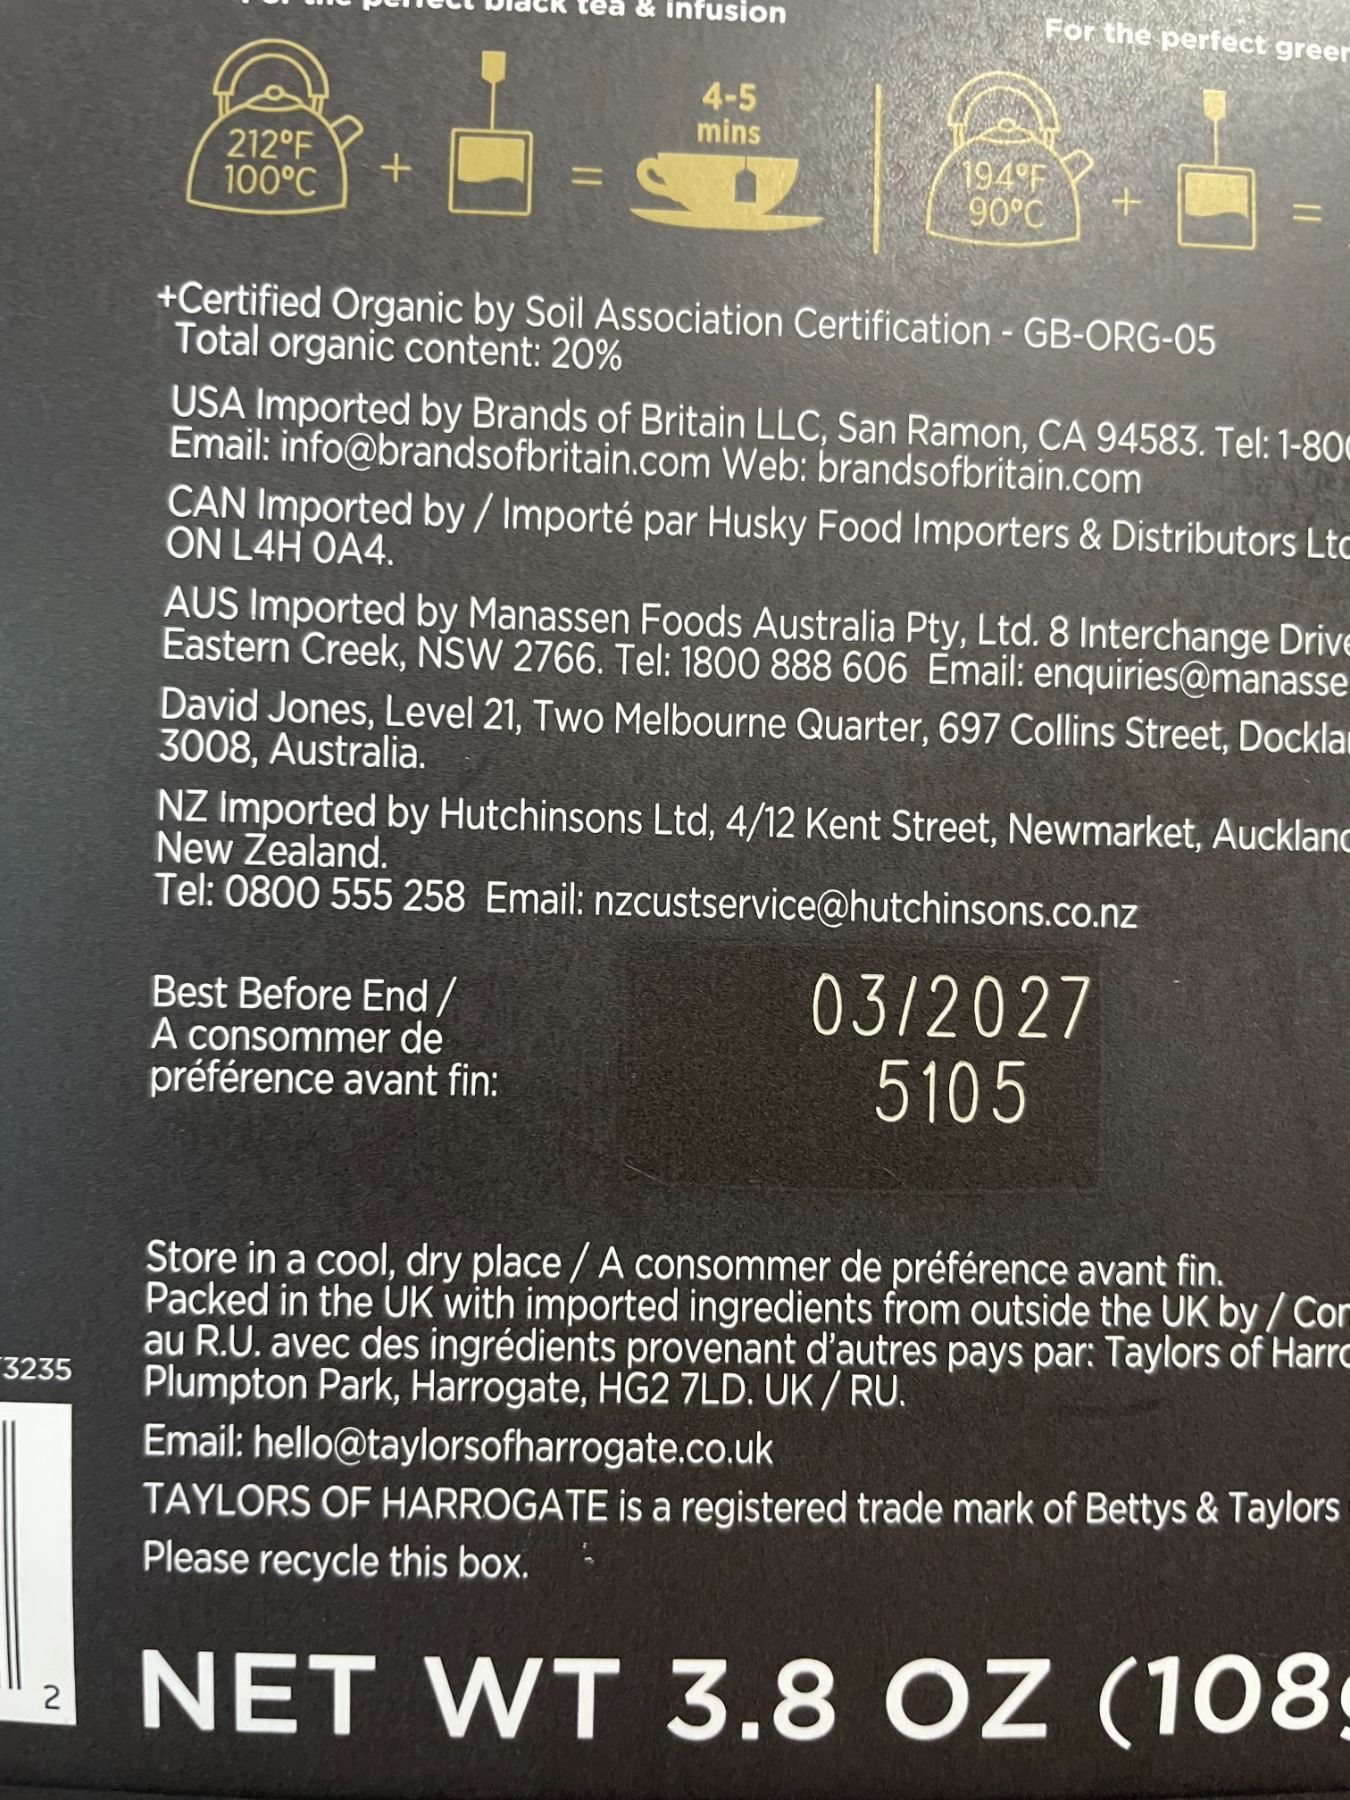 For the perfect black tea & infusion
For the perfect green
212°F
100°C
+
=
4-5
mins
194°F
90°C
+
=
+Certified Organic by Soil Association Certification - GB-ORG-05
Total organic content: 20%
USA Imported by Brands of Britain LLC, San Ramon, CA 94583. Tel: 1-800
Email: info@brandsofbritain.com Web: brandsofbritain.com
CAN Imported by / Importé par Husky Food Importers & Distributors Ltd
ON L4H 0A4.
AUS Imported by Manassen Foods Australia Pty, Ltd. 8 Interchange Drive
Eastern Creek, NSW 2766. Tel: 1800 888 606 Email: enquiries@manasse
David Jones, Level 21, Two Melbourne Quarter, 697 Collins Street, Dockla
3008, Australia.
NZ Imported by Hutchinsons Ltd, 4/12 Kent Street, Newmarket, Auckland
New Zealand.
Tel: 0800 555 258 Email: nzcustservice@hutchinsons.co.nz
Best Before End /
A consommer de
préférence avant fin:
03/2027
5105
Store in a cool, dry place / A consommer de préférence avant fin.
Packed in the UK with imported ingredients from outside the UK by / Con
au R.U. avec des ingrédients provenant d'autres pays par: Taylors of Harro
Plumpton Park, Harrogate, HG2 7LD. UK / RU.
3235
Email: hello@taylorsofharrogate.co.uk
TAYLORS OF HARROGATE is a registered trade mark of Bettys & Taylors
Please recycle this box.
2
NET WT 3.8 OZ (108g